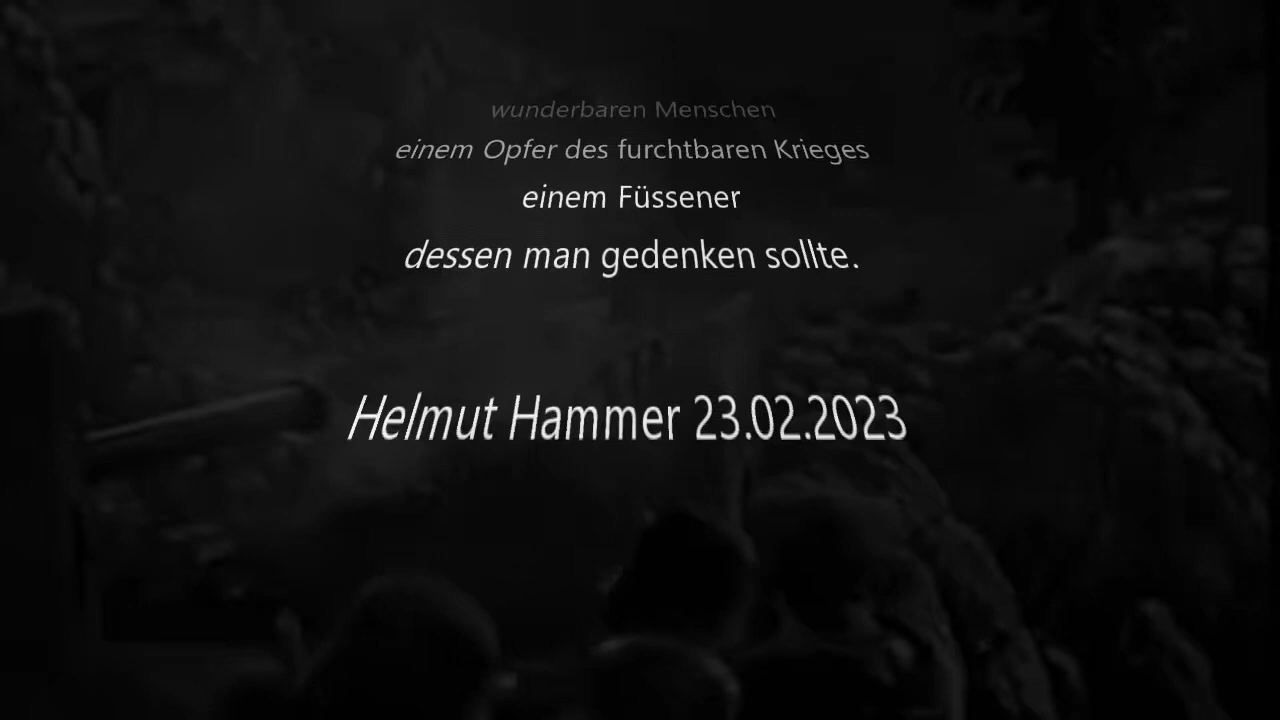 wunderbaren Menschen
einem Opfer des furchtbaren Krieges
einem Füssener
dessen man gedenken sollte.
Helmut Hammer 23.02.2023